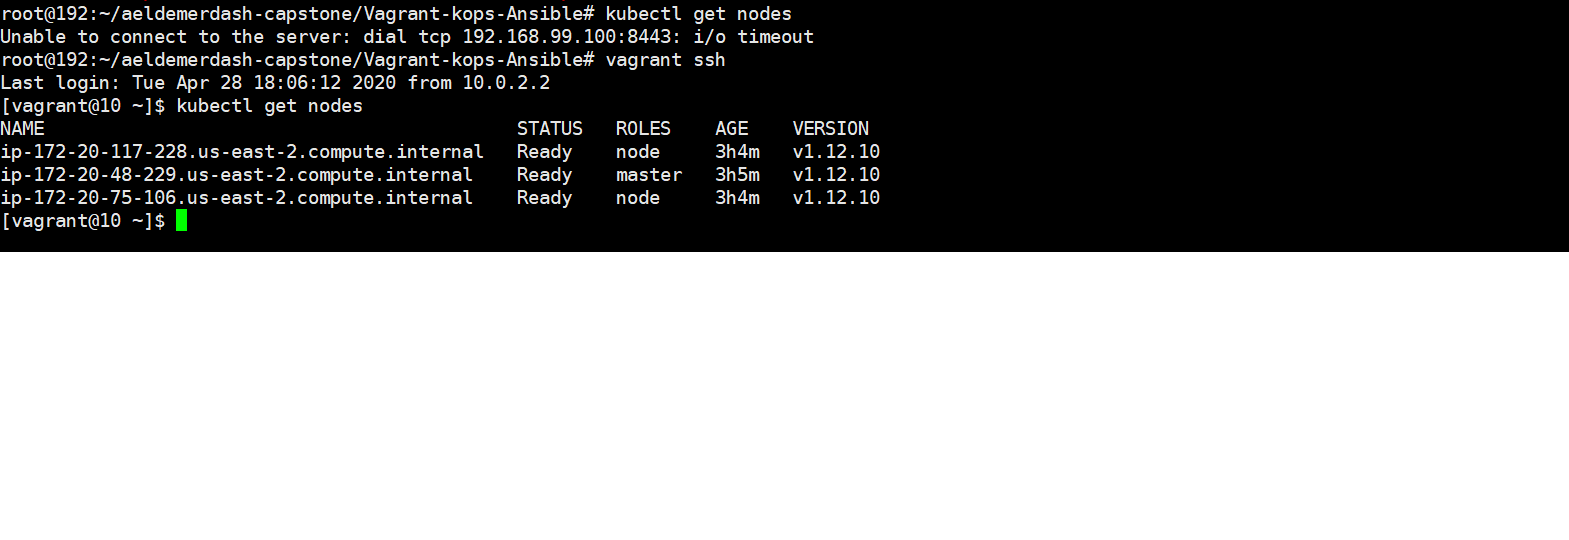 root@192:~/aeldemerdash-capstone/Vagrant-kops-Ansible# kubectl get nodes
Unable to connect to the server: dial tcp 192.168.99.100:8443: i/o timeout
root@192:~/aeldemerdash-capstone/Vagrant-kops-Ansible# vagrant ssh
Last login: Tue Apr 28 18:06:12 2020 from 10.0.2.2
[vagrant@10 ~]$ kubectl get nodes
NAME                                           STATUS   ROLES    AGE    VERSION
ip-172-20-117-228.us-east-2.compute.internal   Ready    node     3h4m   v1.12.10
ip-172-20-48-229.us-east-2.compute.internal    Ready    master   3h5m   v1.12.10
ip-172-20-75-106.us-east-2.compute.internal    Ready    node     3h4m   v1.12.10
[vagrant@10 ~]$